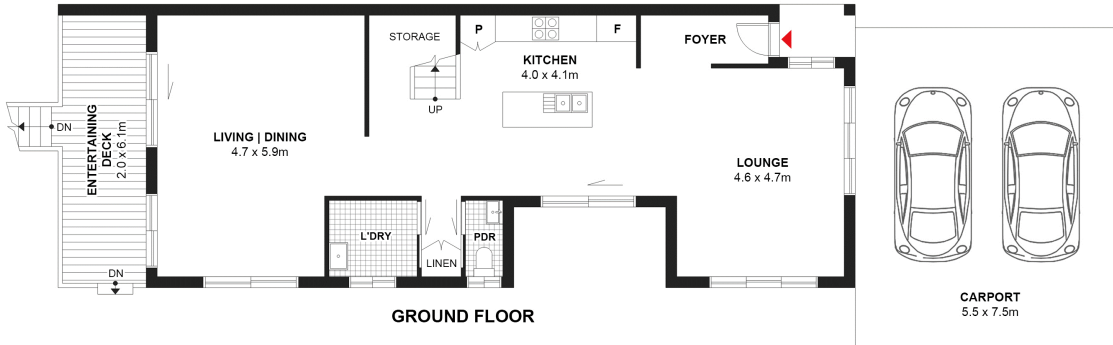 STORAGE
P
F
FOYER
KITCHEN
4.0 x 4.1m
UP
DN
ENTERTAINING
DECK
2.0 x 6.1m
LIVING | DINING
4.7 x 5.9m
LOUNGE
4.6 x 4.7m
L'DRY
PDR
LINEN
DN
CARPORT
5.5 x 7.5m
GROUND FLOOR